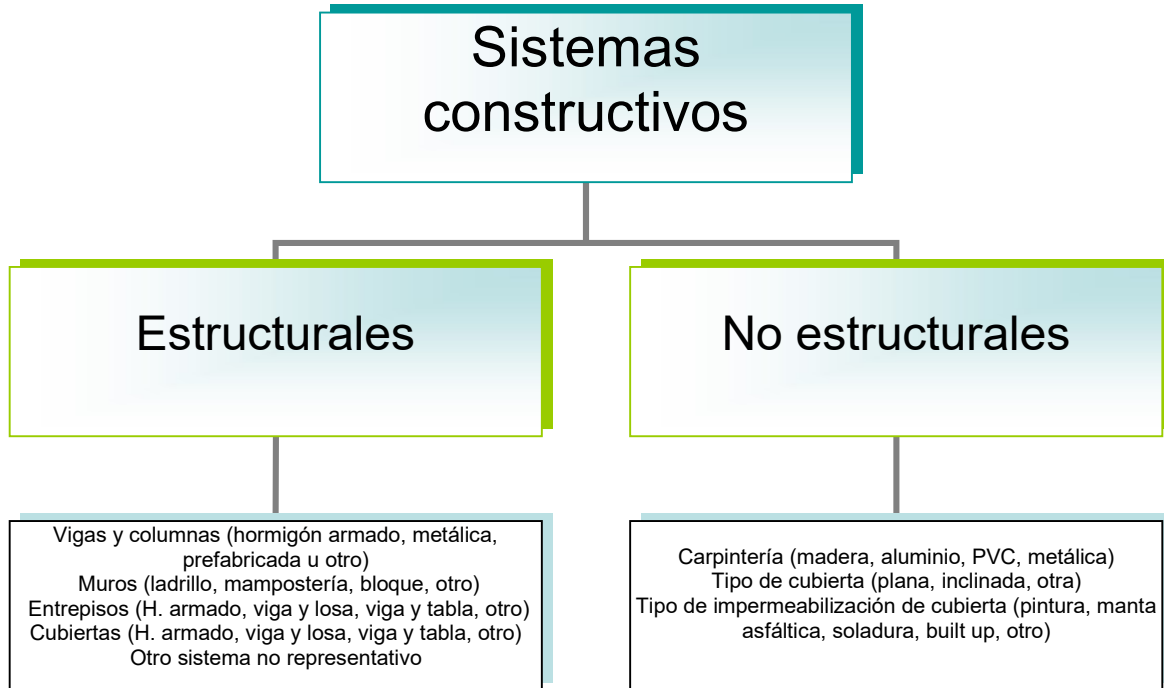 Sistemas
constructivos
Estructurales
No estructurales
Vigas y columnas (hormigón armado, metálica,
prefabricada u otro)
Muros (ladrillo, mampostería, bloque, otro)
Entrepisos (H. armado, viga y losa, viga y tabla, otro)
Cubiertas (H. armado, viga y losa, viga y tabla, otro)
Otro sistema no representativo
Carpintería (madera, aluminio, PVC, metálica)
Tipo de cubierta (plana, inclinada, otra)
Tipo de impermeabilización de cubierta (pintura, manta
asfáltica, soladura, built up, otro)